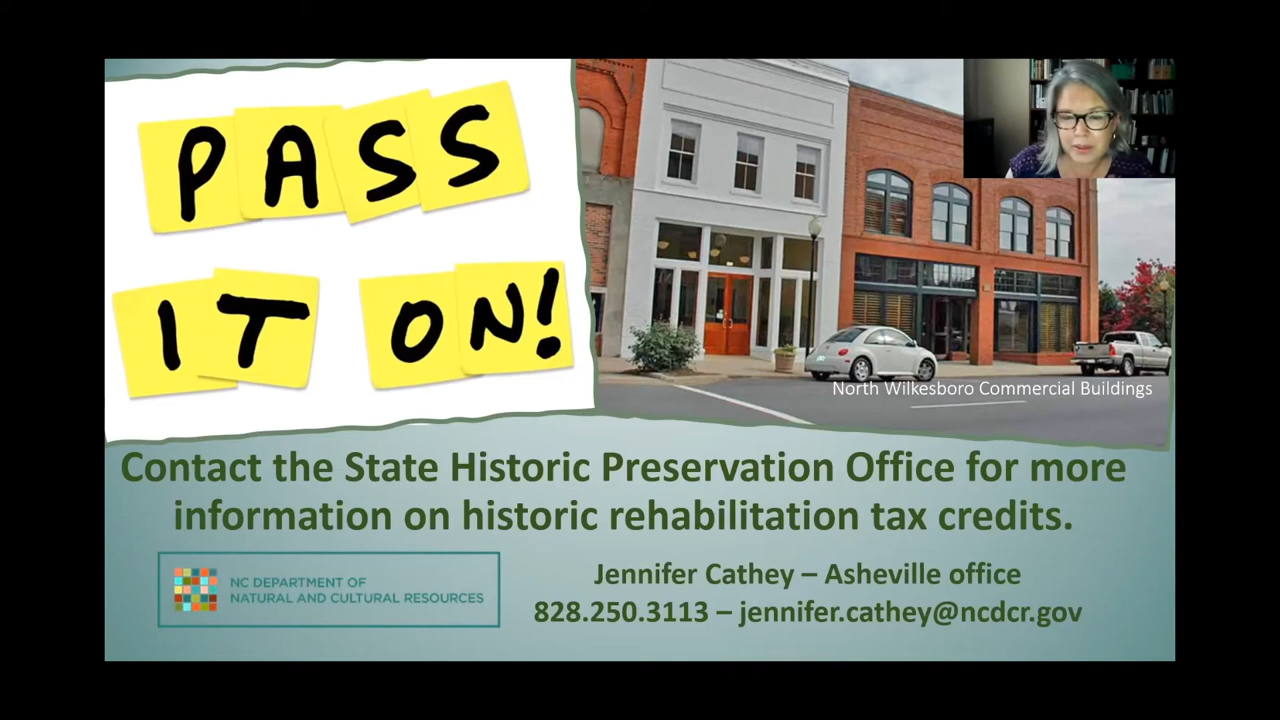 PASS
IT ON!
North Wilkesboro Commercial Buildings
Contact the State Historic Preservation Office for more
information on historic rehabilitation tax credits.
NC DEPARTMENT OF
NATURAL AND CULTURAL RESOURCES
Jennifer Cathey – Asheville office
828.250.3113 – jennifer.cathey@ncdcr.gov